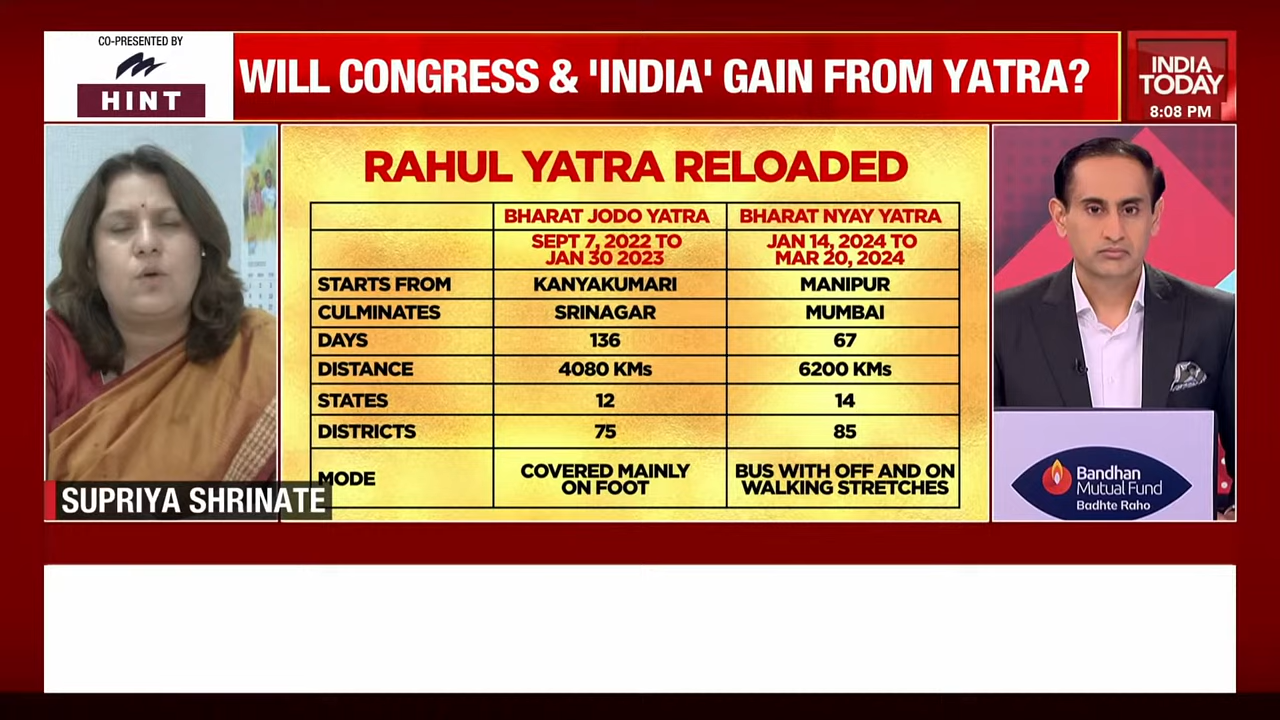 CO-PRESENTED BY
HINT
WILL CONGRESS & 'INDIA' GAIN FROM YATRA?
INDIA
TODAY
8:08 PM
RAHUL YATRA RELOADED
BHARAT JODO YATRA BHARAT NYAY YATRA
SEPT 7, 2022 TO JAN 14, 2024 TO
JAN 30 2023 MAR 20, 2024
STARTS FROM KANYAKUMARI MANIPUR
CULMINATES SRINAGAR MUMBAI
DAYS 136 67
DISTANCE 4080 KMs 6200 KMs
STATES 12 14
DISTRICTS 75 85
MODE COVERED MAINLY BUS WITH OFF AND ON
ON FOOT WALKING STRETCHES
SUPRIYA SHRINATE
Bandhan
Mutual Fund
Badhte Raho